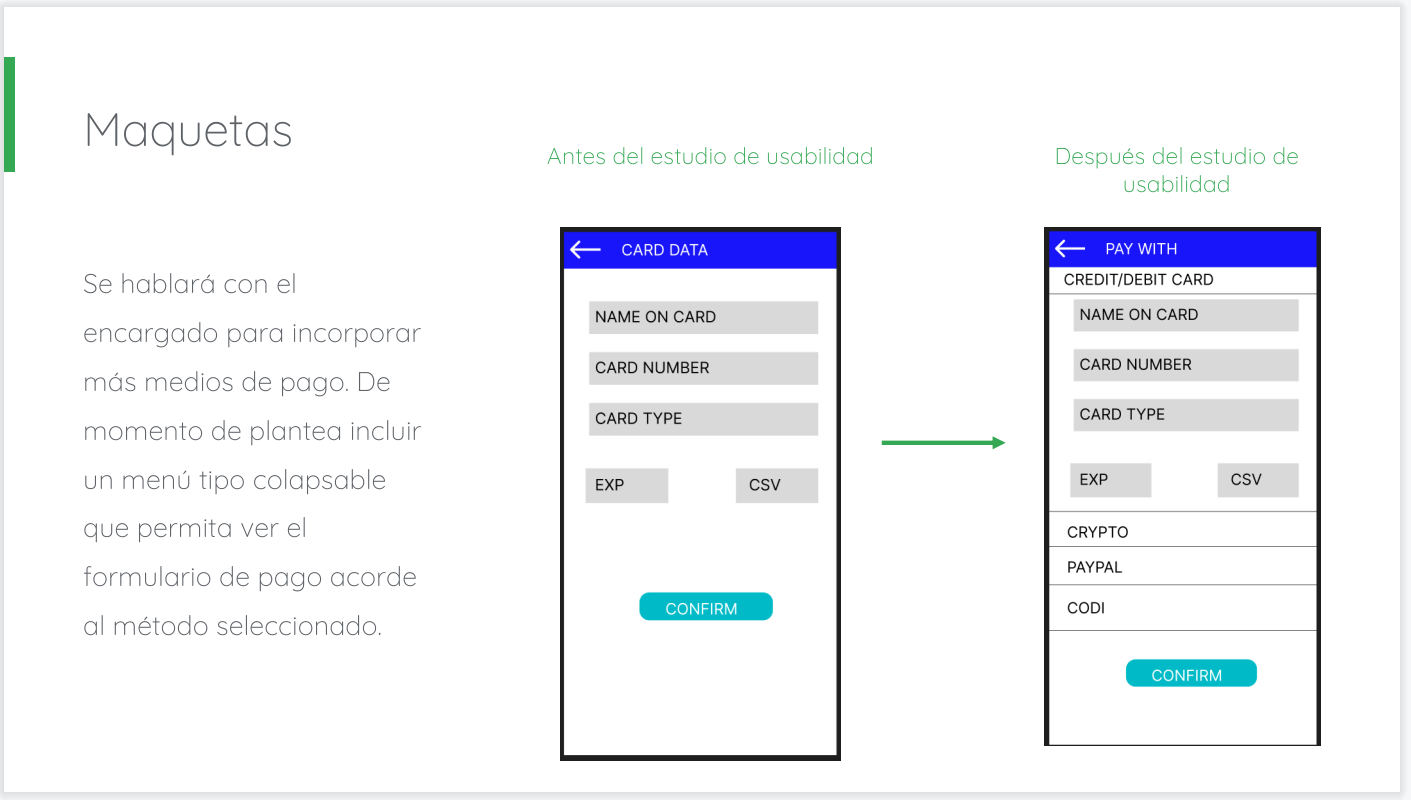 Maquetas
Se hablará con el
encargado para incorporar
más medios de pago. De
momento de plantea incluir
un menú tipo colapsable
que permita ver el
formulario de pago acorde
al método seleccionado.
Antes del estudio de usabilidad
CARD DATA
NAME ON CARD
CARD NUMBER
CARD TYPE
EXP
CSV
CONFIRM
Después del estudio de
usabilidad
PAY WITH
CREDIT/DEBIT CARD
NAME ON CARD
CARD NUMBER
CARD TYPE
EXP
CSV
CRYPTO
PAYPAL
CODI
CONFIRM